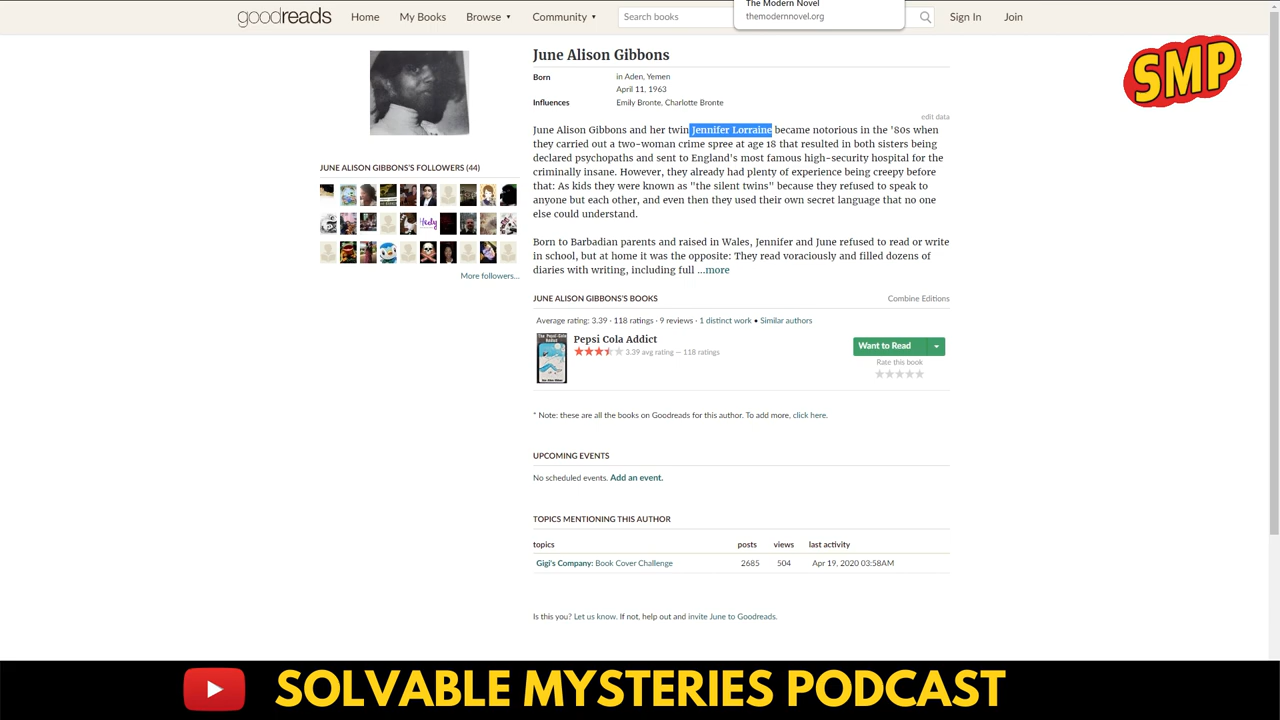 The Modern Novel
themodernnovel.org
goodreads
Home
My Books
Browse ▼
Community ▼
Search books
Sign In
Join
SMP
June Alison Gibbons
Born
in Aden, Yemen
April 11, 1963
Influences
Emily Bronte, Charlotte Bronte
edit data
June Alison Gibbons and her twin Jennifer Lorraine became notorious in the '80s when
they carried out a two-woman crime spree at age 18 that resulted in both sisters being
declared psychopaths and sent to England's most famous high-security hospital for the
criminally insane. However, they already had plenty of experience being creepy before
that: As kids they were known as "the silent twins" because they refused to speak to
anyone but each other, and even then they used their own secret language that no one
else could understand.
Born to Barbadian parents and raised in Wales, Jennifer and June refused to read or write
in school, but at home it was the opposite: They read voraciously and filled dozens of
diaries with writing, including full ...more
JUNE ALISON GIBBONS'S FOLLOWERS (44)
More followers...
JUNE ALISON GIBBONS'S BOOKS
Combine Editions
Average rating: 3.39 · 118 ratings · 9 reviews · 1 distinct work • Similar authors
Pepsi Cola Addict
3.39 avg rating — 118 ratings
Want to Read
Rate this book
* Note: these are all the books on Goodreads for this author. To add more, click here.
UPCOMING EVENTS
No scheduled events. Add an event.
TOPICS MENTIONING THIS AUTHOR
topics posts views last activity
Gigi's Company: Book Cover Challenge 2685 504 Apr 19, 2020 03:58AM
Is this you? Let us know. If not, help out and invite June to Goodreads.
SOLVABLE MYSTERIES PODCAST